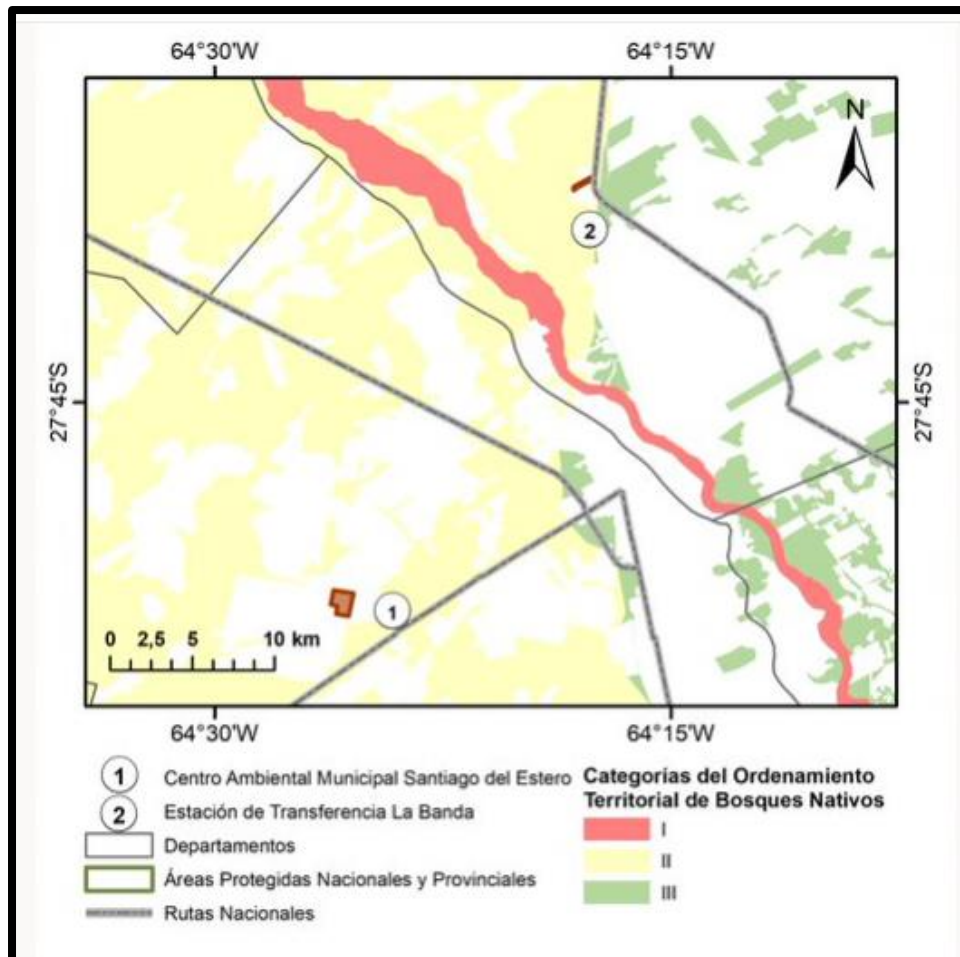 64°30'W 64°15'W
N
2
27°45'S 27°45'S
1
0 2,5 5 10 km
64°30'W 64°15'W
1 Centro Ambiental Municipal Santiago del Estero
2 Estación de Transferencia La Banda
Departamentos
Áreas Protegidas Nacionales y Provinciales
Rutas Nacionales
Categorías del Ordenamiento
Territorial de Bosques Nativos
I
II
III